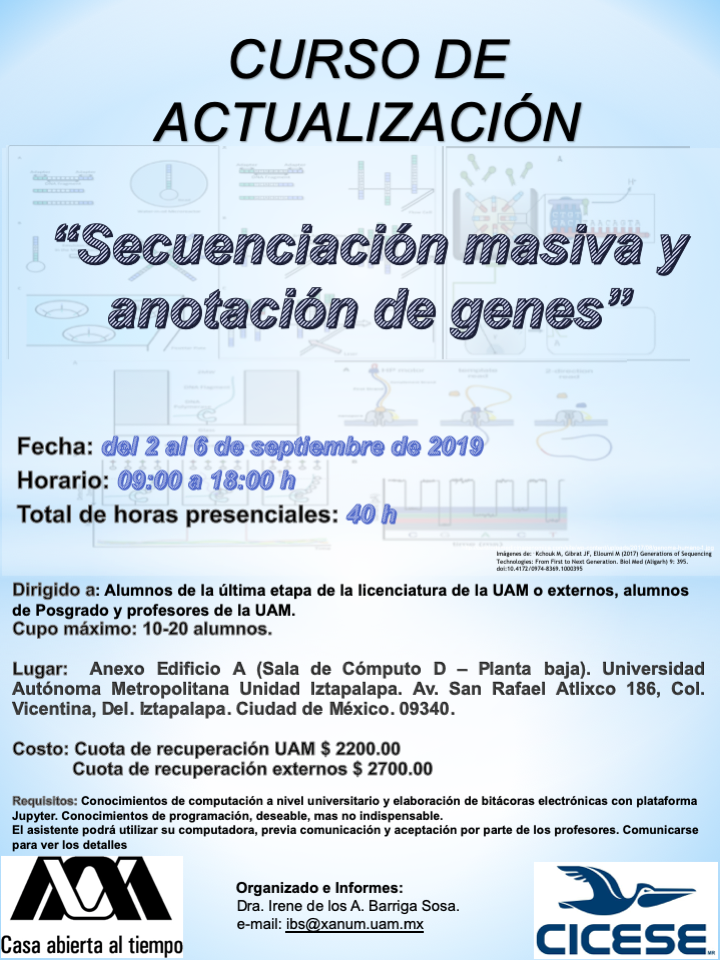 CURSO DE
ACTUALIZACIÓN
“Secuenciación masiva y
anotación de genes”
Fecha: del 2 al 6 de septiembre de 2019
Horario: 09:00 a 18:00 h
Total de horas presenciales: 40 h
Imágenes de: Kchouk M, Gibrat JF, Elloumi M (2017) Generations of Sequencing
Technologies: From First to Next Generation. Biol Med (Aligarh) 9: 395.
doi:10.4172/0974-8369.1000395
Dirigido a: Alumnos de la última etapa de la licenciatura de la UAM o externos, alumnos
de Posgrado y profesores de la UAM.
Cupo máximo: 10-20 alumnos.
Lugar: Anexo Edificio A (Sala de Cómputo D – Planta baja). Universidad
Autónoma Metropolitana Unidad Iztapalapa. Av. San Rafael Atlixco 186, Col.
Vicentina, Del. Iztapalapa. Ciudad de México. 09340.
Costo: Cuota de recuperación UAM $ 2200.00
Cuota de recuperación externos $ 2700.00
Requisitos: Conocimientos de computación a nivel universitario y elaboración de bitácoras electrónicas con plataforma
Jupyter. Conocimientos de programación, deseable, mas no indispensable.
El asistente podrá utilizar su computadora, previa comunicación y aceptación por parte de los profesores. Comunicarse
para ver los detalles
Casa abierta al tiempo
Organizado e Informes:
Dra. Irene de los A. Barriga Sosa.
e-mail: ibs@xanum.uam.mx
CICESE